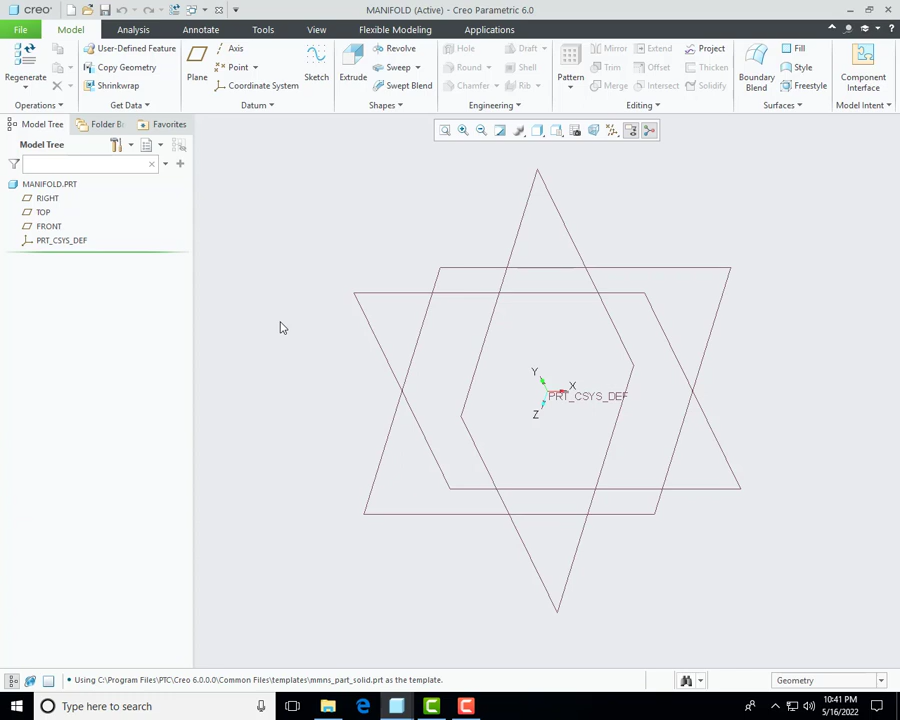 creo
MANIFOLD (Active) - Creo Parametric 6.0
File Model Analysis Annotate Tools View Flexible Modeling Applications
Regenerate
User-Defined Feature
Copy Geometry
Shrinkwrap
Plane
Axis
Point
Coordinate System
Sketch
Extrude
Revolve
Sweep
Swept Blend
Hole
Round
Chamfer
Draft
Shell
Rib
Pattern
Mirror
Trim
Merge
Extend
Offset
Intersect
Project
Thicken
Solidify
Boundary
Blend
Fill
Style
Freestyle
Component
Interface
Operations Get Data Datum Shapes Engineering Editing Surfaces Model Intent
Model Tree Folder Br Favorites
Model Tree
MANIFOLD.PRT
RIGHT
TOP
FRONT
PRT_CSYS_DEF
Y
X
PRT_CSYS_DEF
Z
Using C:\Program Files\PTC\Creo 6.0.0.0\Common Files\templates\mmns_part_solid.prt as the template.
Geometry
Type here to search
10:41 PM
5/16/2022